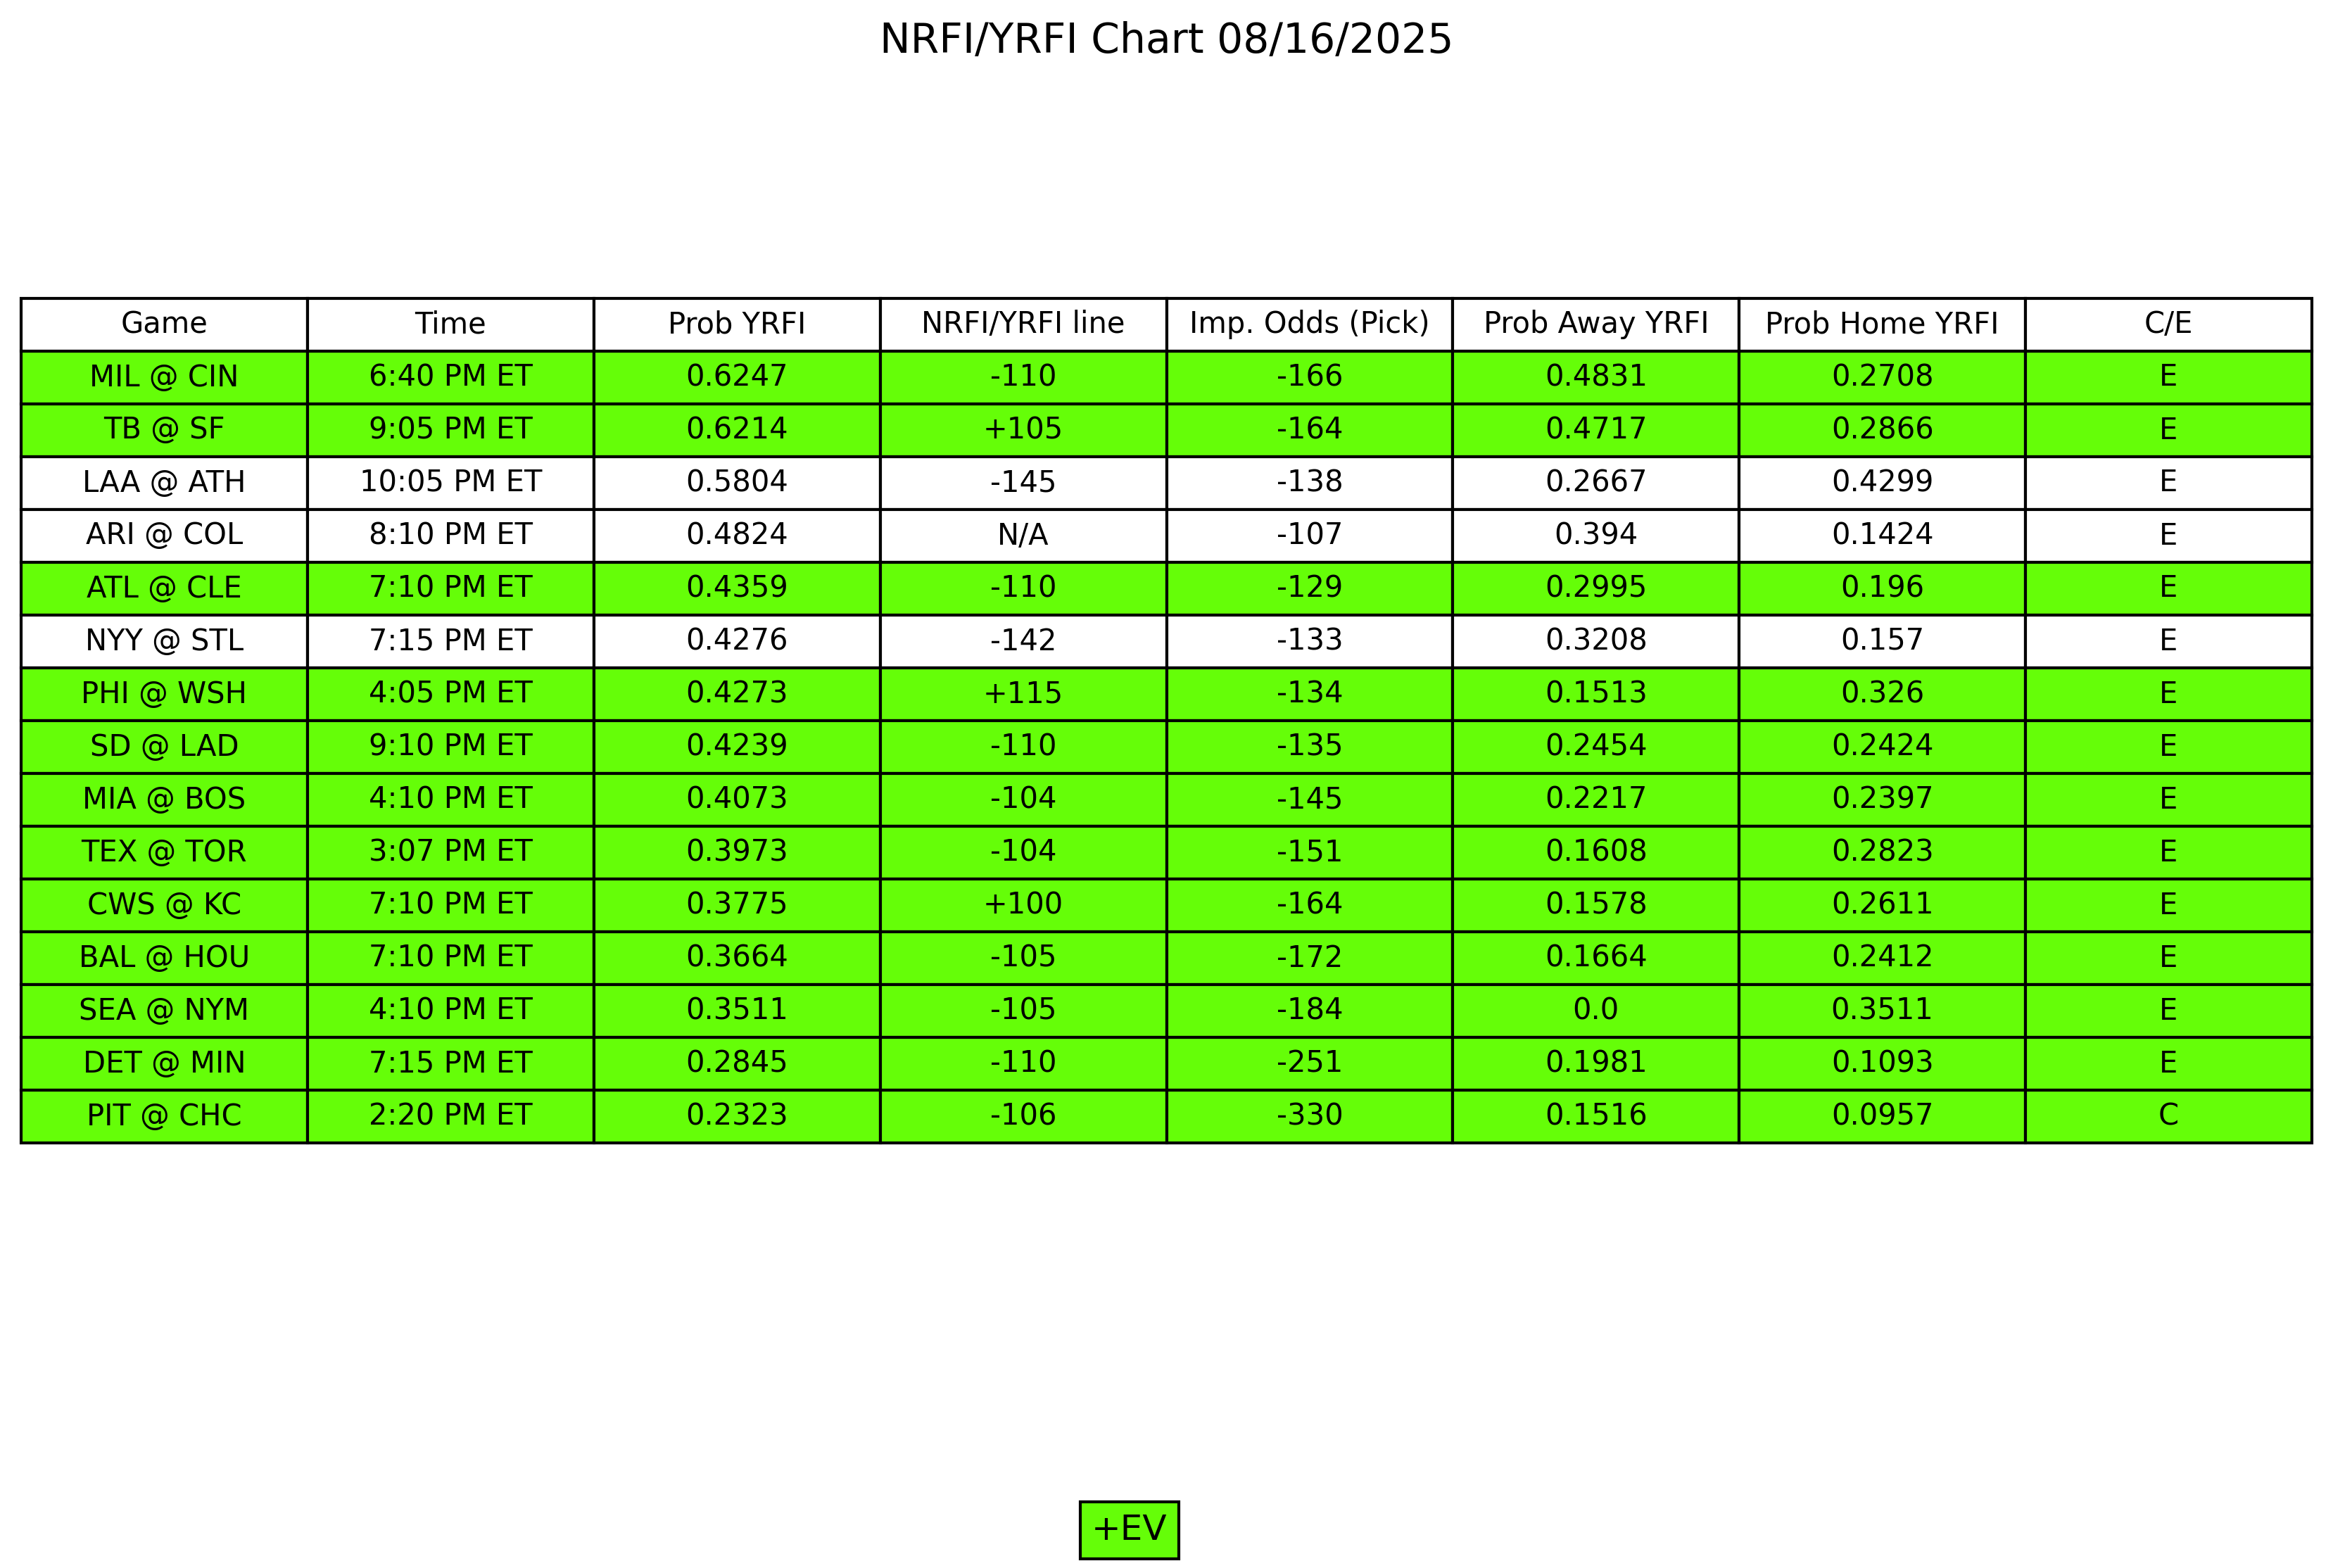 NRFI/YRFI Chart 08/16/2025
Game Time Prob YRFI NRFI/YRFI line Imp. Odds (Pick) Prob Away YRFI Prob Home YRFI C/E
MIL @ CIN 6:40 PM ET 0.6247 -110 -166 0.4831 0.2708 E
TB @ SF 9:05 PM ET 0.6214 +105 -164 0.4717 0.2866 E
LAA @ ATH 10:05 PM ET 0.5804 -145 -138 0.2667 0.4299 E
ARI @ COL 8:10 PM ET 0.4824 N/A -107 0.394 0.1424 E
ATL @ CLE 7:10 PM ET 0.4359 -110 -129 0.2995 0.196 E
NYY @ STL 7:15 PM ET 0.4276 -142 -133 0.3208 0.157 E
PHI @ WSH 4:05 PM ET 0.4273 +115 -134 0.1513 0.326 E
SD @ LAD 9:10 PM ET 0.4239 -110 -135 0.2454 0.2424 E
MIA @ BOS 4:10 PM ET 0.4073 -104 -145 0.2217 0.2397 E
TEX @ TOR 3:07 PM ET 0.3973 -104 -151 0.1608 0.2823 E
CWS @ KC 7:10 PM ET 0.3775 +100 -164 0.1578 0.2611 E
BAL @ HOU 7:10 PM ET 0.3664 -105 -172 0.1664 0.2412 E
SEA @ NYM 4:10 PM ET 0.3511 -105 -184 0.0 0.3511 E
DET @ MIN 7:15 PM ET 0.2845 -110 -251 0.1981 0.1093 E
PIT @ CHC 2:20 PM ET 0.2323 -106 -330 0.1516 0.0957 C
+EV